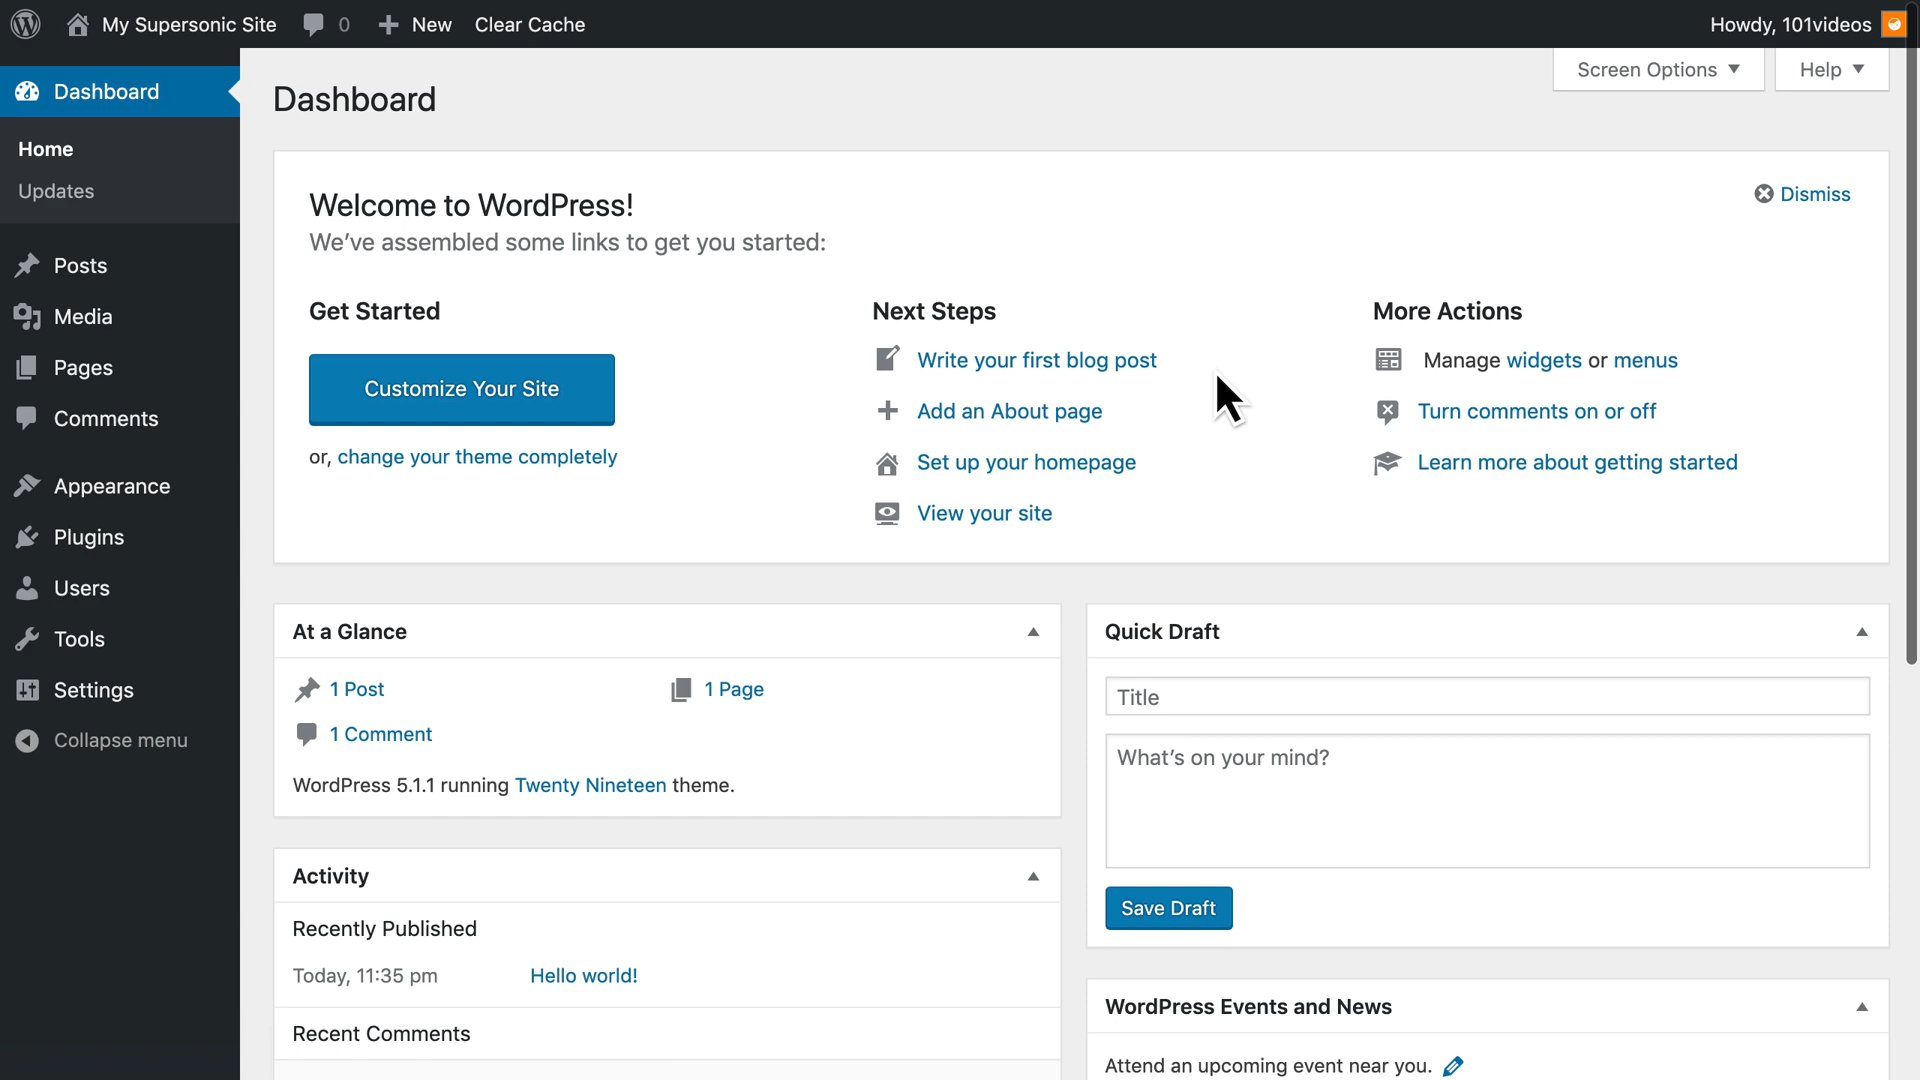 My Supersonic Site 0 New Clear Cache Howdy, 101videos
Dashboard
Home
Updates
Posts
Media
Pages
Comments
Appearance
Plugins
Users
Tools
Settings
Collapse menu
Screen Options Help
Dashboard
Welcome to WordPress!
Dismiss
We've assembled some links to get you started:
Get Started
Customize Your Site
or, change your theme completely
Next Steps
Write your first blog post
Add an About page
Set up your homepage
View your site
More Actions
Manage widgets or menus
Turn comments on or off
Learn more about getting started
At a Glance
1 Post 1 Page
1 Comment
WordPress 5.1.1 running Twenty Nineteen theme.
Activity
Recently Published
Today, 11:35 pm Hello world!
Recent Comments
Quick Draft
Title
What's on your mind?
Save Draft
WordPress Events and News
Attend an upcoming event near you.